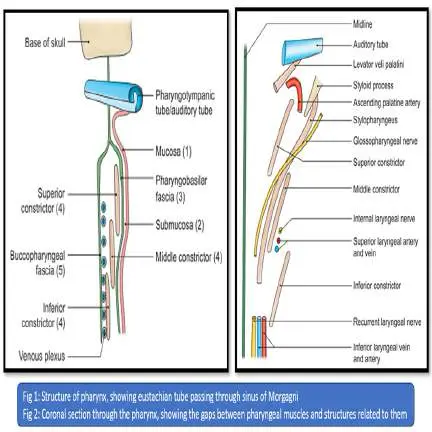 Base of skull
Pharyngotympanic
tube/auditory tube
Mucosa (1)
Pharyngobasiler
fascia (3)
Superior
constrictor (4)
Submucosa (2)
Buccopharyngeal
fascia (5)
Middle constrictor (4)
Inferior
constrictor (4)
Venous plexus
Midline
Auditory tube
Levator veli palatini
Styloid process
Ascending palatine artery
Stylopharyngeus
Glossopharyngeal nerve
Superior constrictor
Middle constrictor
Internal laryngeal nerve
Superior laryngeal artery
and vein
Inferior constrictor
Recurrent laryngeal nerve
Inferior laryngeal vein
and artery
Fig 1: Structure of pharynx, showing eustachian tube passing through sinus of Morgagni
Fig 2: Coronal section through the pharynx, showing the gaps between pharyngeal muscles and structures related to them